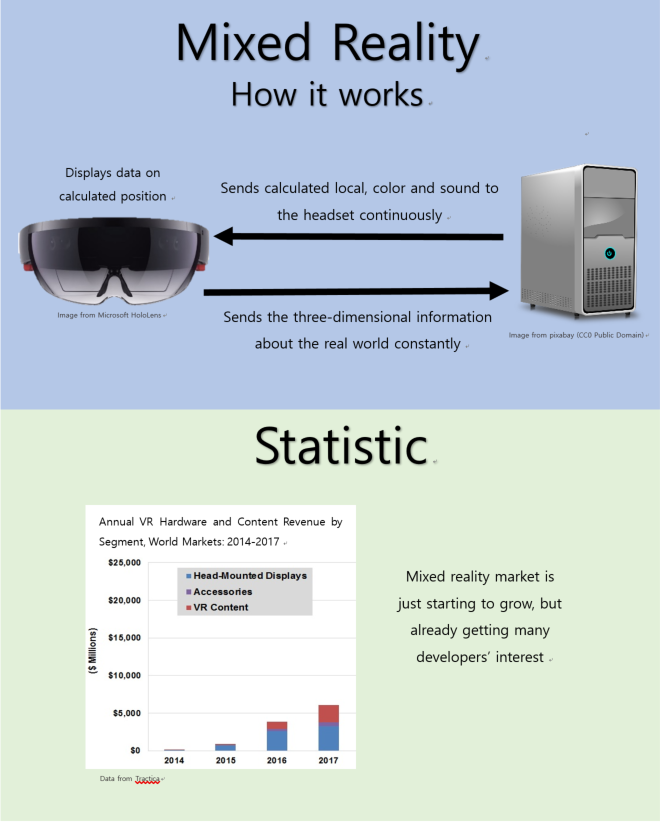 Mixed Reality
How it works
Displays data on
calculated position
Sends calculated local, color and sound to
the headset continuously
Image from Microsoft HoloLens
Sends the three-dimensional information
about the real world constantly
Image from pixabay (CC0 Public Domain)
Statistic
Annual VR Hardware and Content Revenue by
Segment, World Markets: 2014-2017
$25,000
$20,000
$15,000
$10,000
$5,000
$0
($ Millions)
Head-Mounted Displays
Accessories
VR Content
2014 2015 2016 2017
Data from Tractica
Mixed reality market is
just starting to grow, but
already getting many
developers’ interest